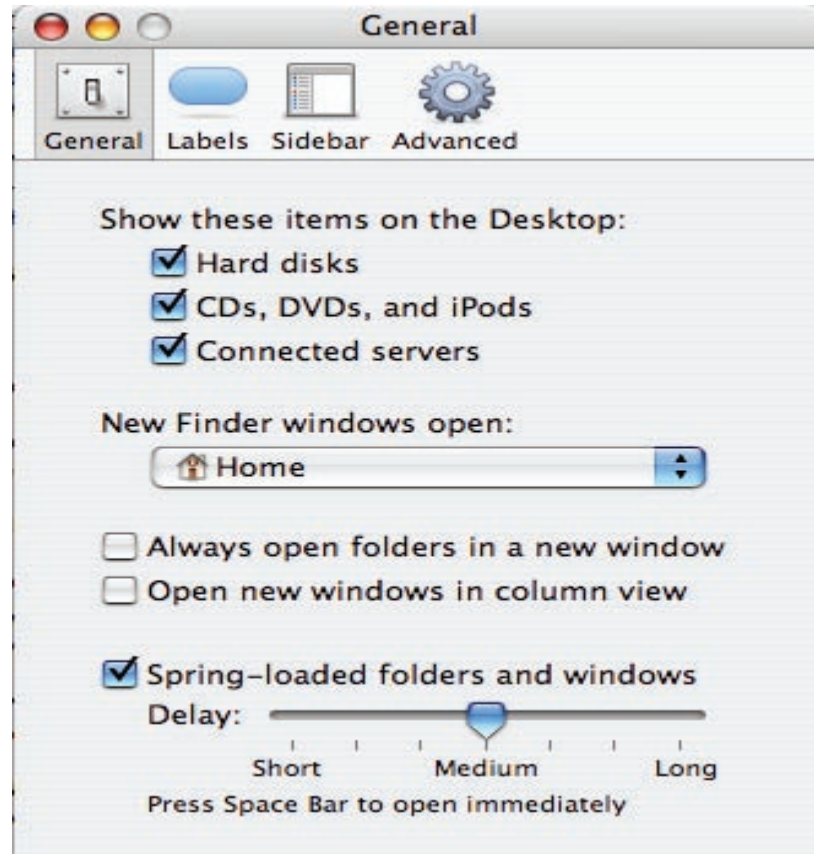 General
General Labels Sidebar Advanced
Show these items on the Desktop:
Hard disks
CDs, DVDs, and iPods
Connected servers
New Finder windows open:
Home
Always open folders in a new window
Open new windows in column view
Spring-loaded folders and windows
Delay:
Short Medium Long
Press Space Bar to open immediately